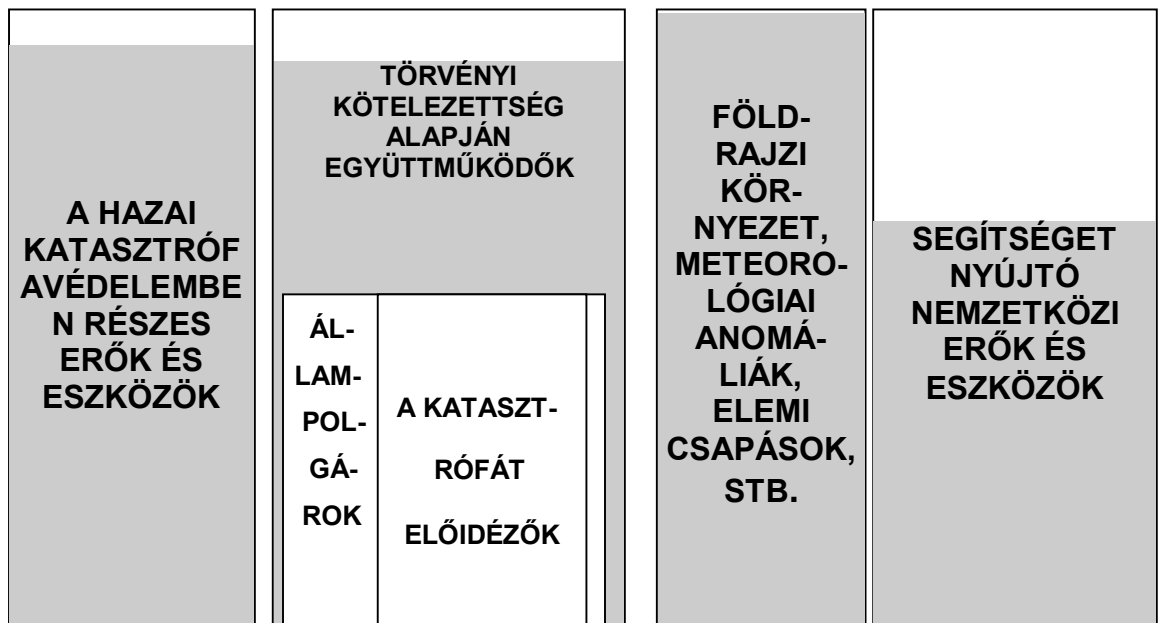 A HAZAI
KATASZTRÓF
AVÉDELEMBE
N RÉSZES
ERŐK ÉS
ESZKÖZÖK
TÖRVÉNYI
KÖTELEZETTSÉG
ALAPJÁN
EGYÜTTMŰKÖDŐK
ÁL-
LAM-
POL-
GÁ-
ROK
A KATASZT-
RÓFÁT
ELŐIDÉZŐK
FÖLD-
RAJZI
KÖR-
NYEZET,
METEORO-
LÓGIAI
ANOMÁ-
LIÁK,
ELEMI
CSAPÁSOK,
STB.
SEGÍTSÉGET
NYÚJTÓ
NEMZETKÖZI
ERŐK ÉS
ESZKÖZÖK